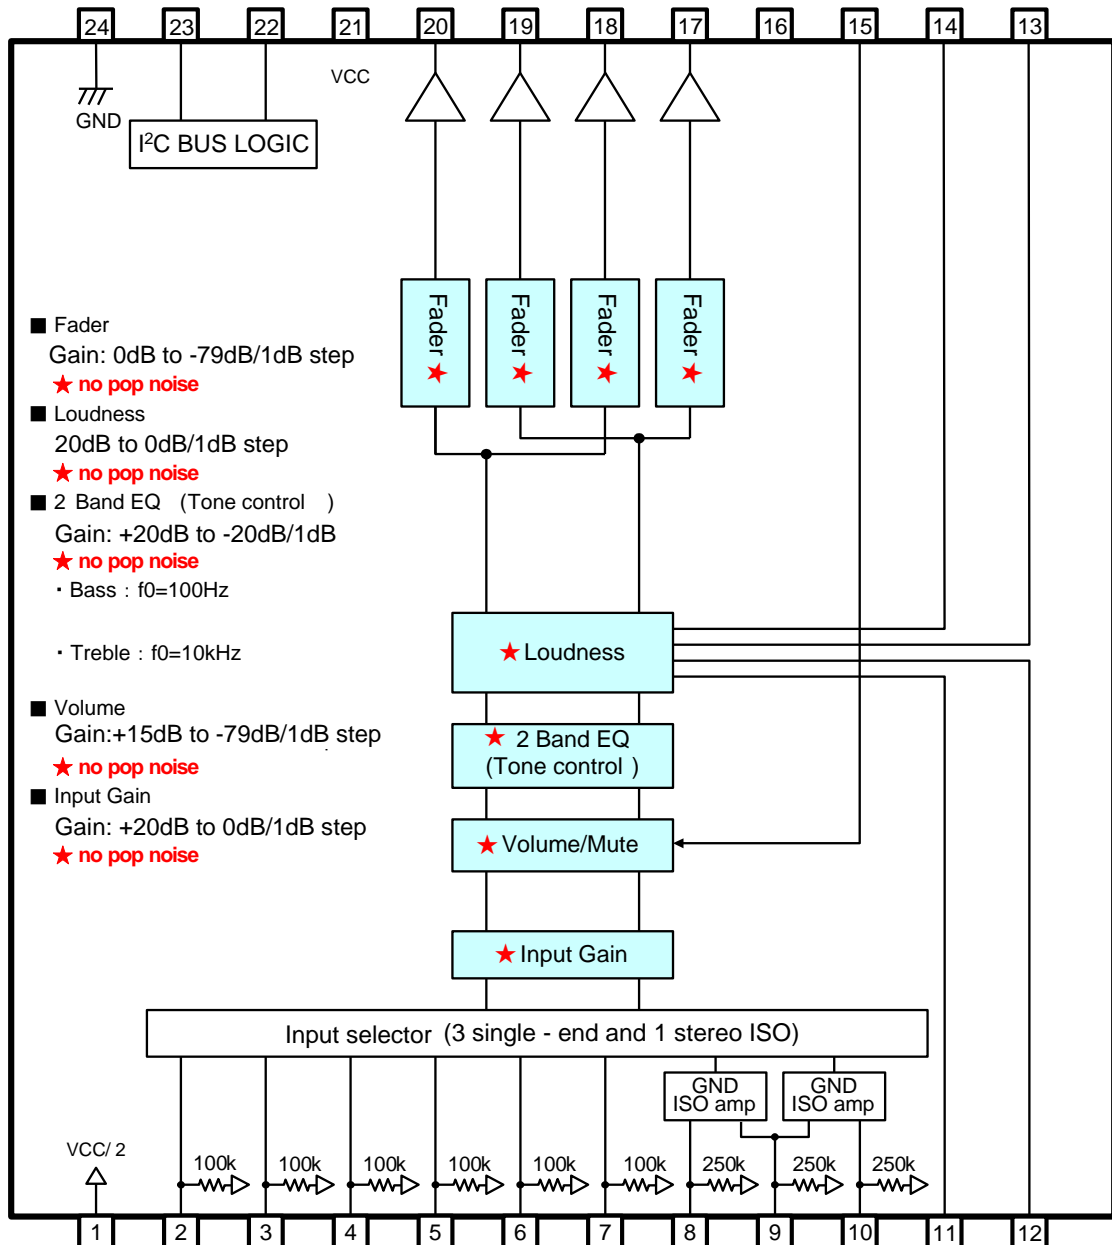 24 23 22 21 20 19 18 17 16 15 14 13
VCC
GND
I²C BUS LOGIC
Fader ★ Fader ★ Fader ★ Fader ★
■ Fader
Gain: 0dB to -79dB/1dB step
★ no pop noise
■ Loudness
20dB to 0dB/1dB step
★ no pop noise
■ 2 Band EQ (Tone control )
Gain: +20dB to -20dB/1dB
★ no pop noise
・Bass : f0=100Hz
・Treble : f0=10kHz
■ Volume
Gain:+15dB to -79dB/1dB step
★ no pop noise
■ Input Gain
Gain: +20dB to 0dB/1dB step
★ no pop noise
★ Loudness
★ 2 Band EQ
(Tone control )
★ Volume/Mute
★ Input Gain
Input selector (3 single - end and 1 stereo ISO)
GND
ISO amp
GND
ISO amp
VCC/ 2
100k 100k 100k 100k 100k 100k 250k 250k 250k
1 2 3 4 5 6 7 8 9 10 11 12